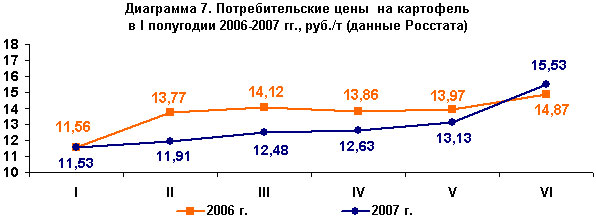 Диаграмма 7. Потребительские цены на картофель
в I полугодии 2006-2007 гг., руб./т (данные Росстата)
18
17
16
15
14
13
12
11
10
11,56
13,77
14,12
13,86
13,97
14,87
11,53
11,91
12,48
12,63
13,13
15,53
I
II
III
IV
V
VI
2006 г.
2007 г.